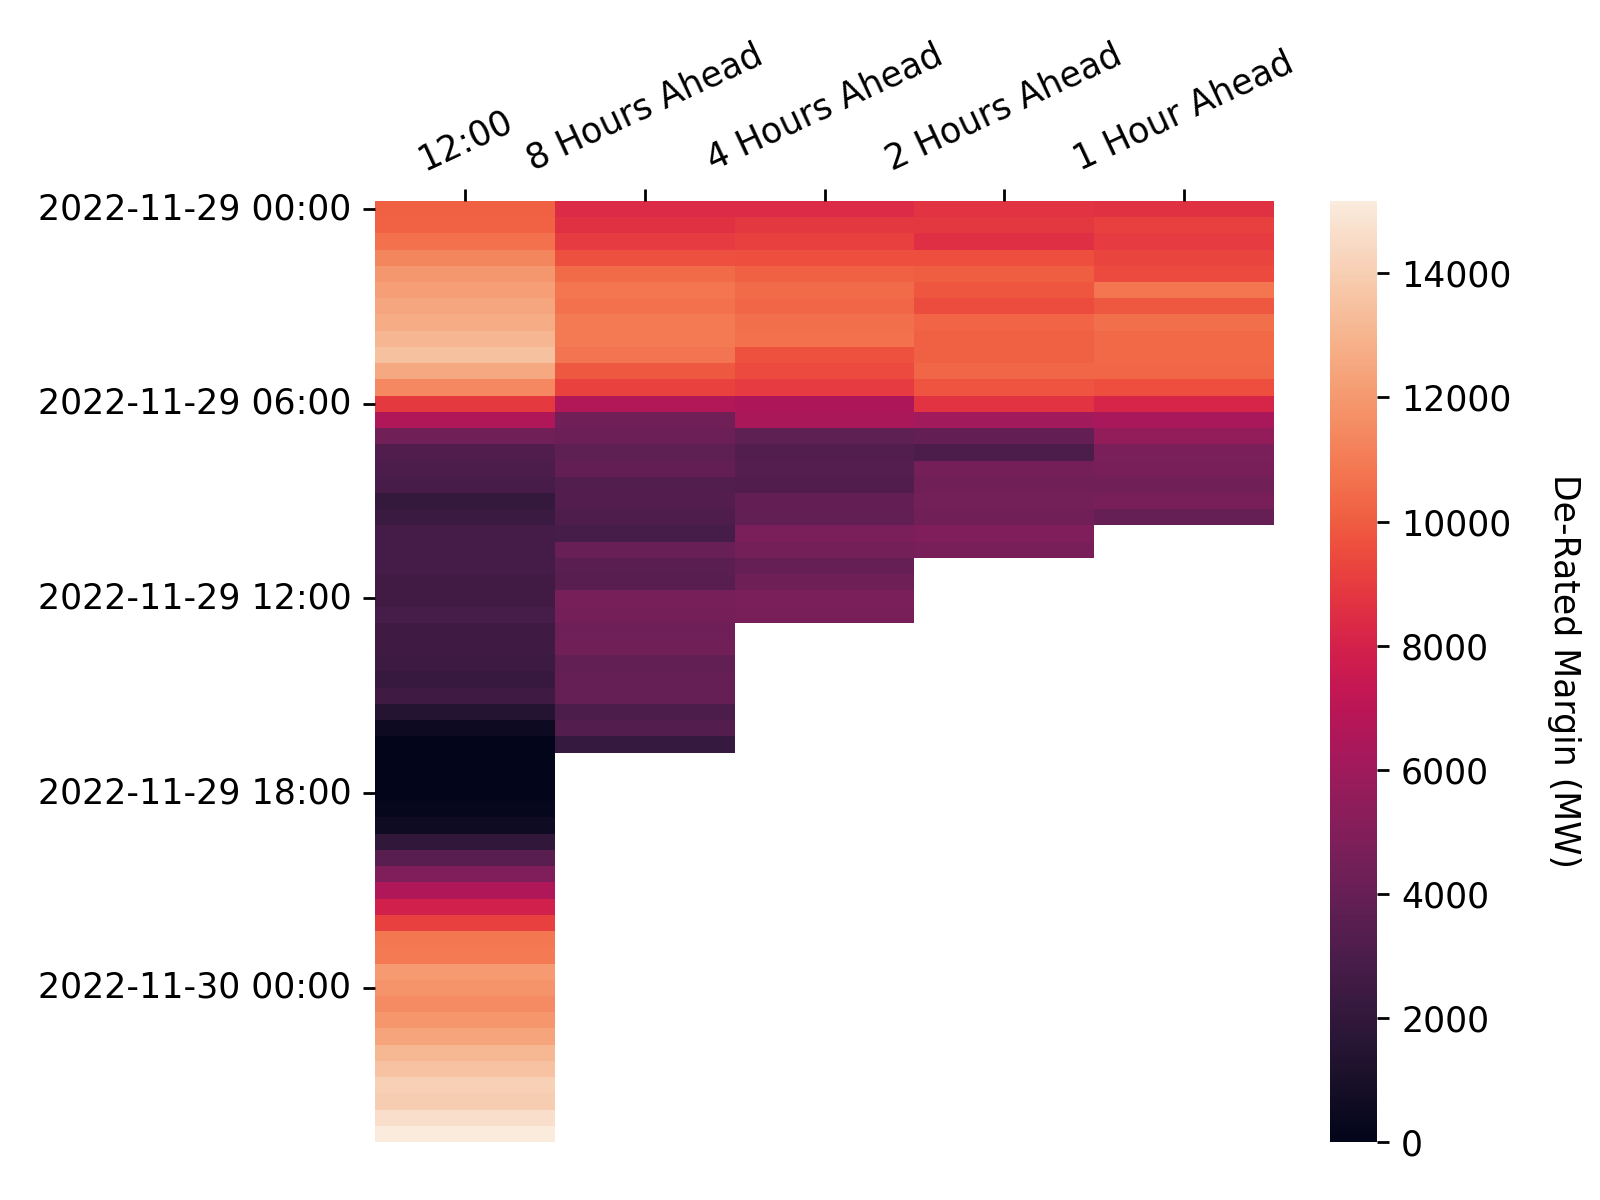 12:00
8 Hours Ahead
4 Hours Ahead
2 Hours Ahead
1 Hour Ahead
2022-11-29 00:00
2022-11-29 06:00
2022-11-29 12:00
2022-11-29 18:00
2022-11-30 00:00
14000
12000
10000
8000
6000
4000
2000
0
De-Rated Margin (MW)